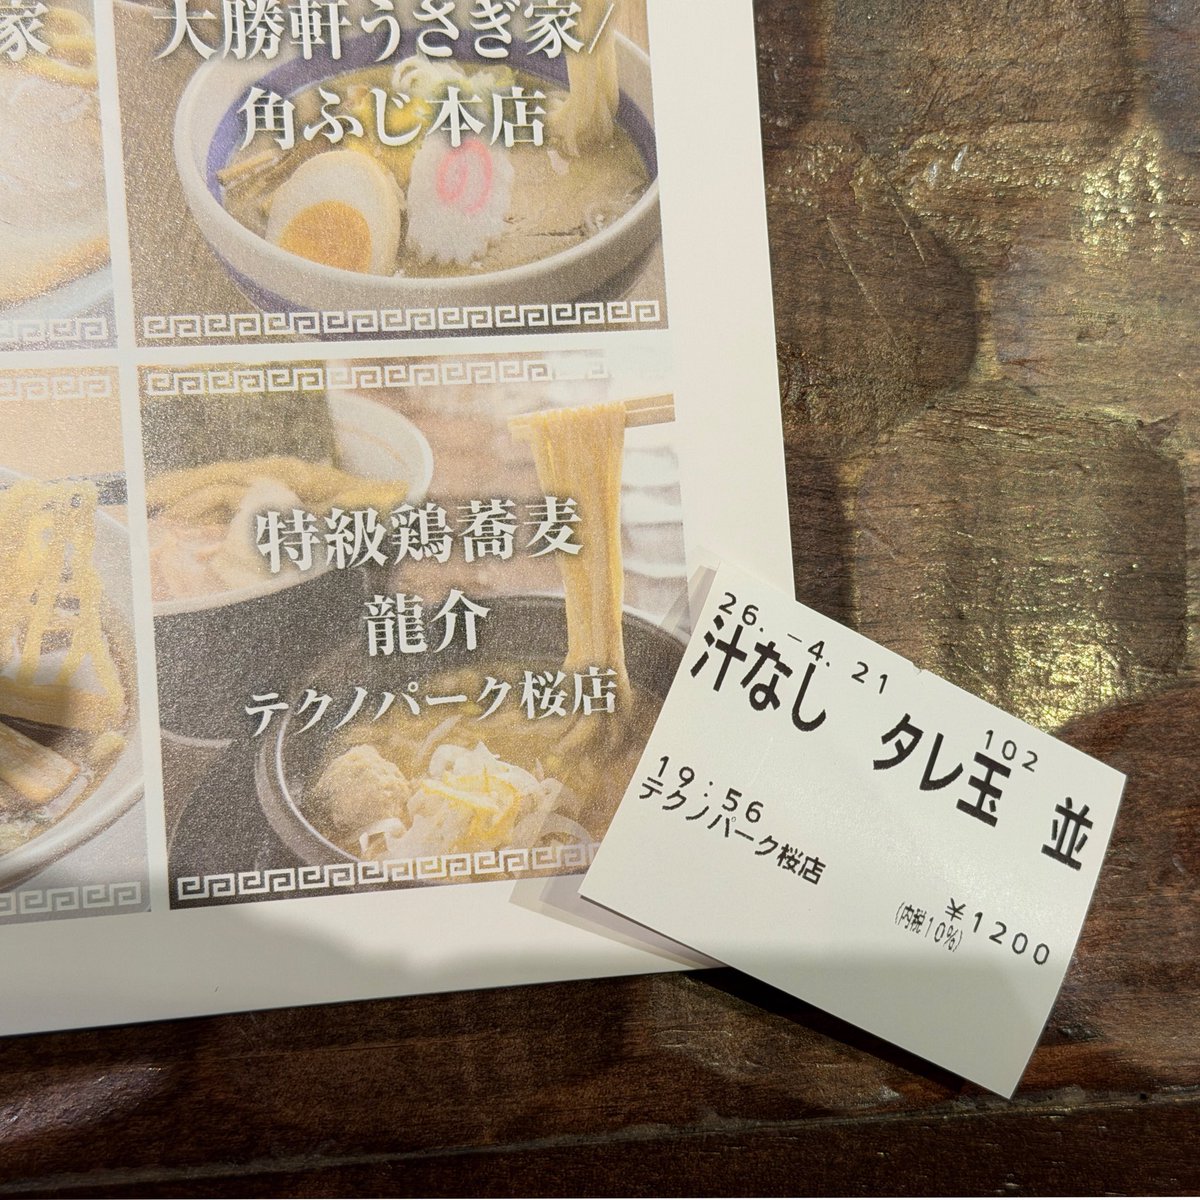 家
大勝軒うさぎ家/
角ふじ本店
の
特級鶏蕎麦
龍介
テクノパーク桜店
26.-4.21
102
汁なし タレ玉 並
19:56
テクノパーク桜店
¥1200
(内税10%)